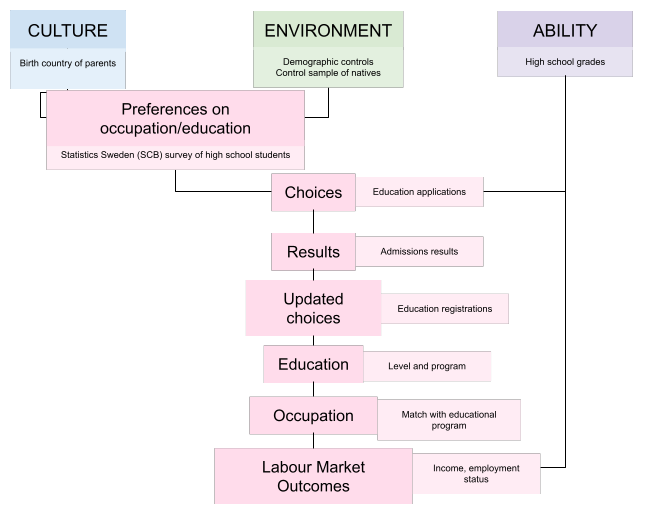 CULTURE
Birth country of parents
ENVIRONMENT
Demographic controls
Control sample of natives
ABILITY
High school grades
Preferences on
occupation/education
Statistics Sweden (SCB) survey of high school students
Choices
Education applications
Results
Admissions results
Updated
choices
Education registrations
Education
Level and program
Occupation
Match with educational
program
Labour Market
Outcomes
Income, employment
status